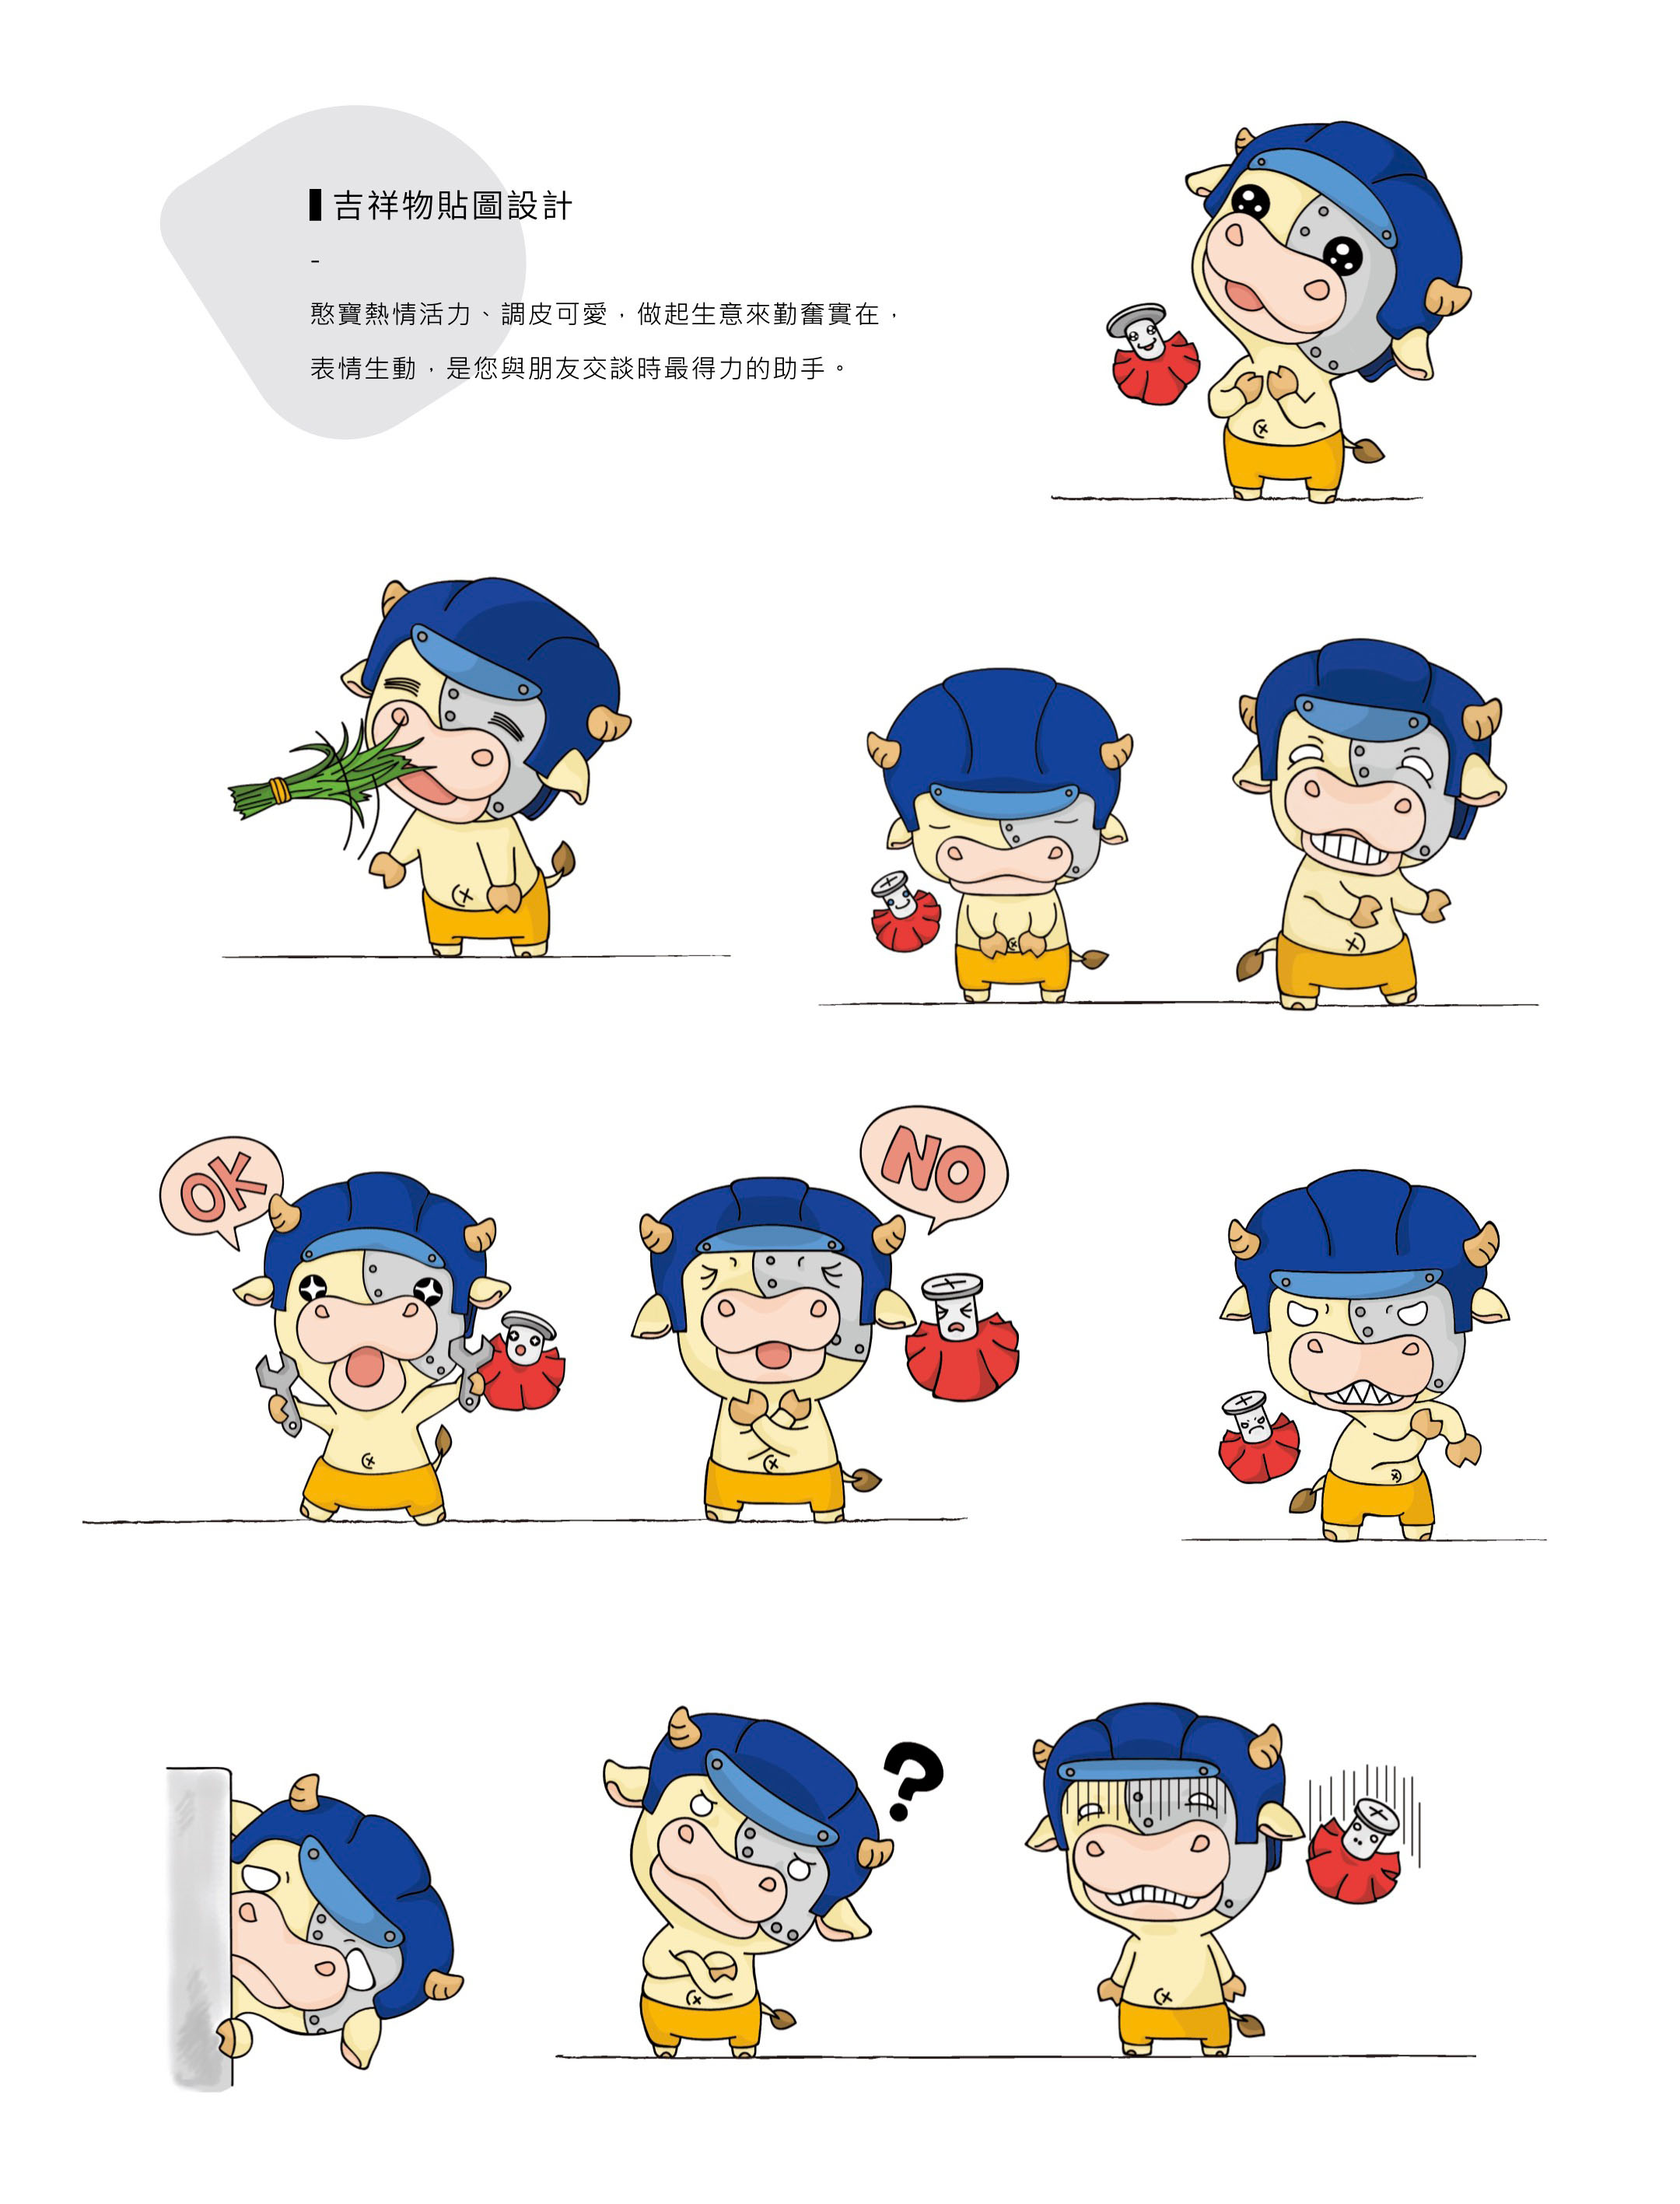 吉祥物貼圖設計
-
憨寶熱情活力、調皮可愛，做起生意來勤奮實在，
表情生動，是您與朋友交談時最得力的助手。
OK
NO
?